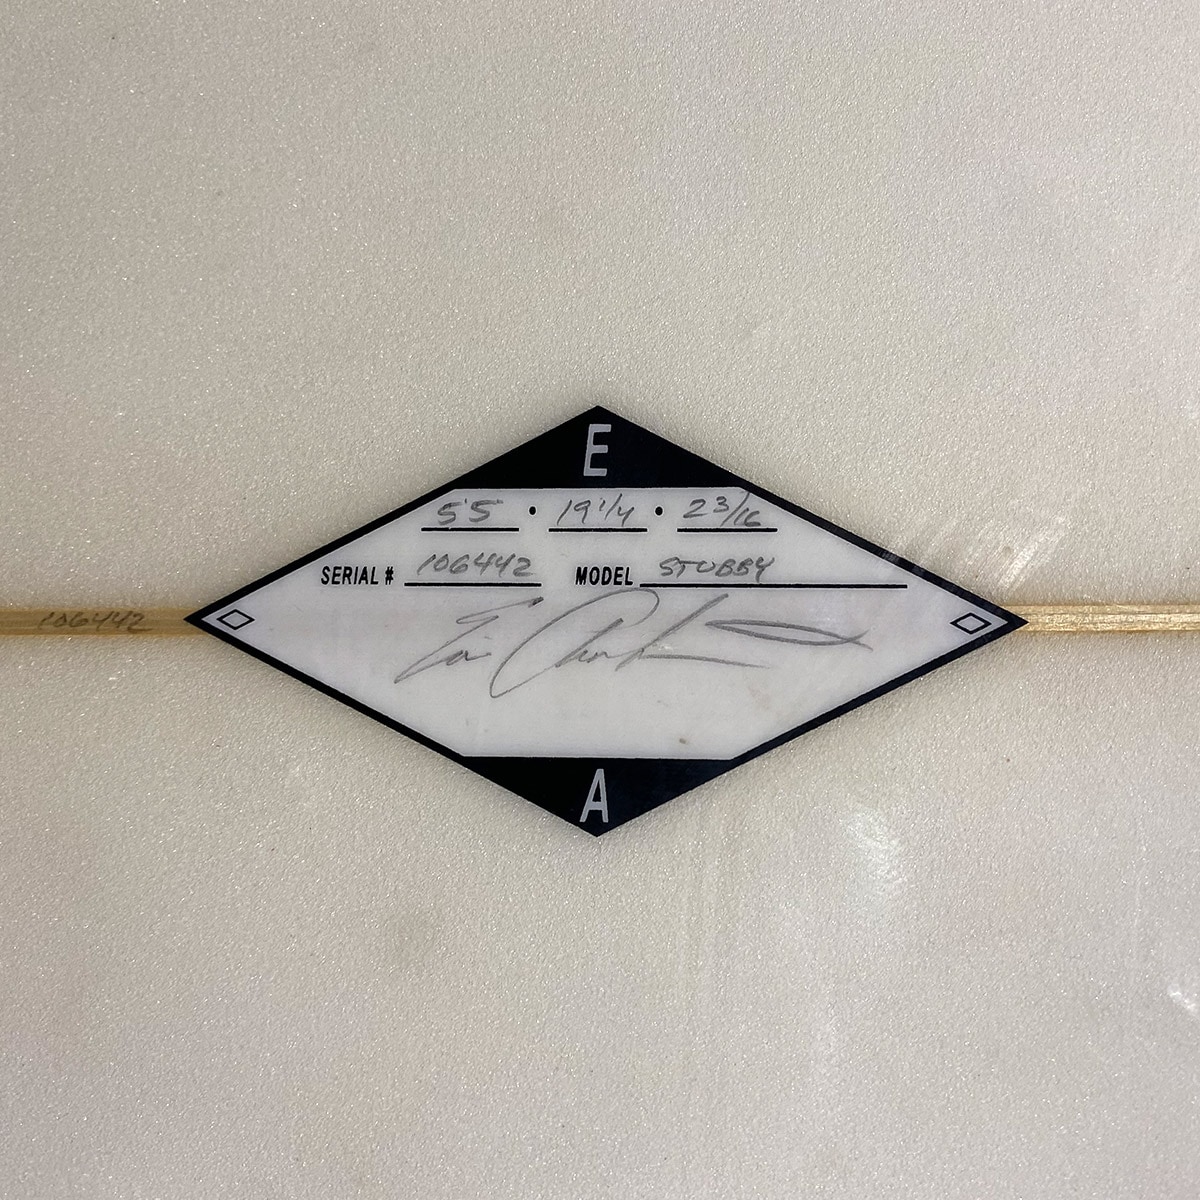 E
5'5 • 19 1/4 • 2 3/16
SERIAL # 106442 MODEL STUBBY
106442
A